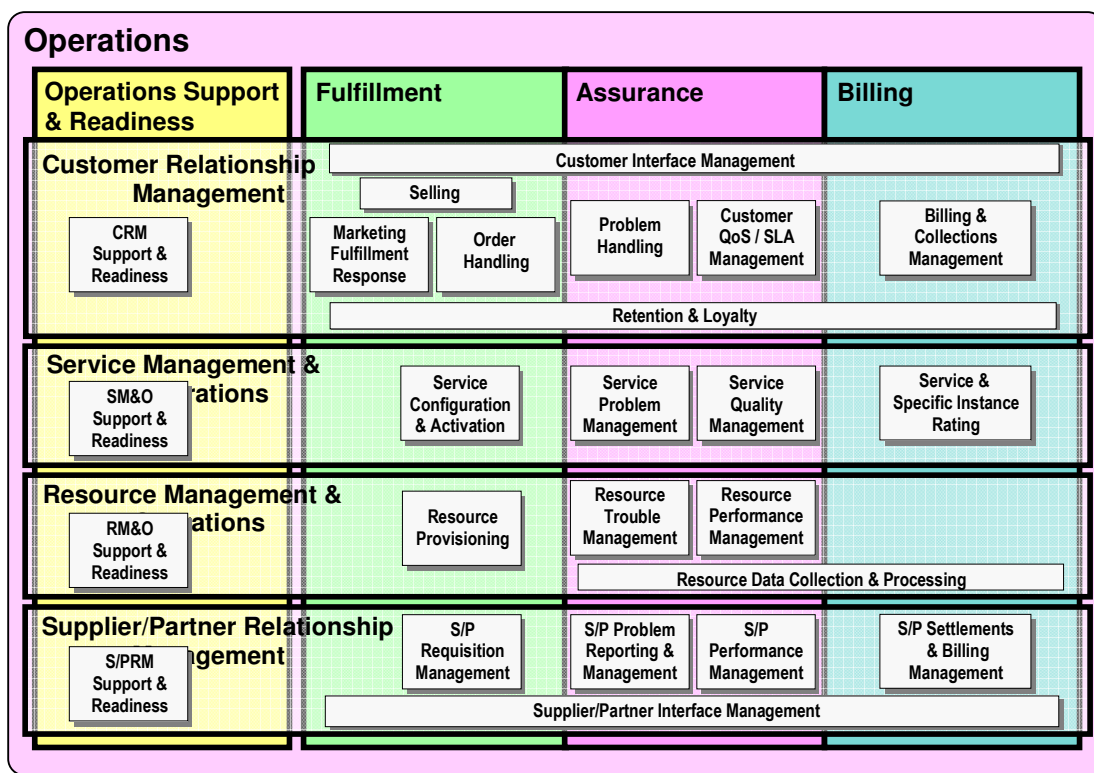 Operations
Operations Support
& Readiness
Fulfillment
Assurance
Billing
Customer Relationship
Management
Customer Interface Management
Selling
CRM
Support &
Readiness
Marketing
Fulfillment
Response
Order
Handling
Problem
Handling
Customer
QoS / SLA
Management
Billing &
Collections
Management
Retention & Loyalty
Service Management &
rations
SM&O
Support &
Readiness
Service
Configuration
& Activation
Service
Problem
Management
Service
Quality
Management
Service &
Specific Instance
Rating
Resource Management &
ations
RM&O
Support &
Readiness
Resource
Provisioning
Resource
Trouble
Management
Resource
Performance
Management
Resource Data Collection & Processing
Supplier/Partner Relationship
agement
S/PRM
Support &
Readiness
S/P
Requisition
Management
S/P Problem
Reporting &
Management
S/P
Performance
Management
S/P Settlements
& Billing
Management
Supplier/Partner Interface Management